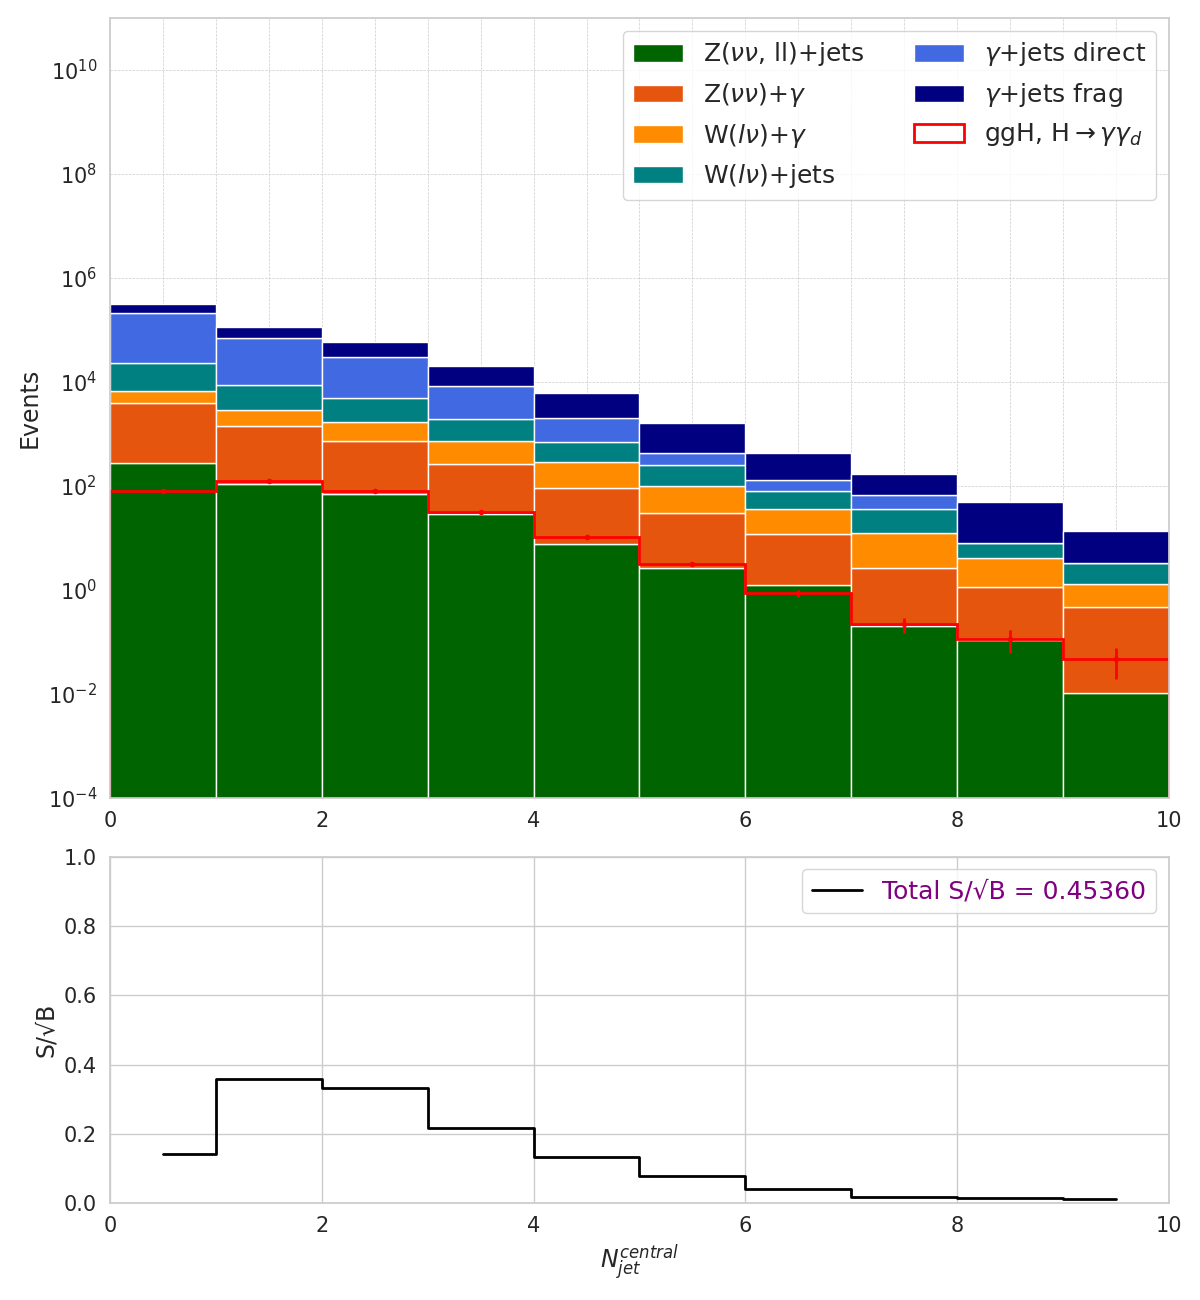 Z(νν, ll)+jets
Z(νν)+γ
W(lν)+γ
W(lν)+jets
γ+jets direct
γ+jets frag
ggH, H→γγ_d
Events
10^10
10^8
10^6
10^4
10^2
10^0
10^−2
10^−4
0 2 4 6 8 10
Total S/√B = 0.45360
S/√B
1.0
0.8
0.6
0.4
0.2
0.0
0 2 4 6 8 10
N_jet^central